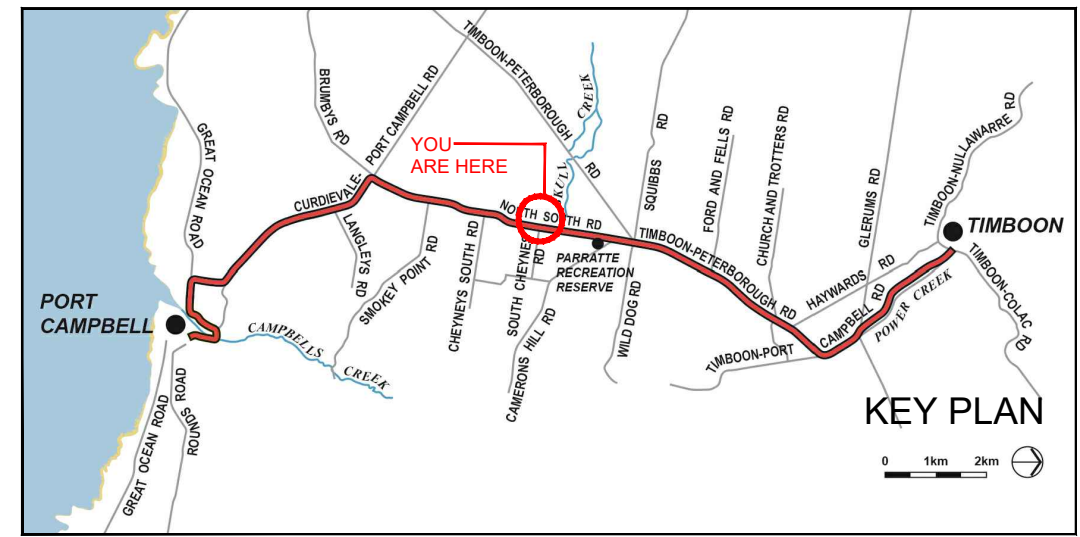 TIMBOON-PETERBOROUGH RD
BRUMBYS RD
CURDIEVALE-PORT CAMPBELL RD
YOU
ARE HERE
KULY
CREEK
GREAT OCEAN ROAD
LANGLEYS RD
SMOKEY POINT RD
NORTH SOUTH RD
CHEYNEYS SOUTH RD
SOUTH CHEYNEYS
RD
CAMERONS HILL RD
PARRATTE
RECREATION
RESERVE
WILD DOG RD
SQUIBBS RD
FORD AND FELLS RD
CHURCH AND TROTTERS RD
GLERUMS RD
TIMBOON-NULLAWARRE RD
TIMBOON
TIMBOON-COLAC RD
TIMBOON-PETERBOROUGH RD
HAYWARDS RD
TIMBOON-PORT CAMPBELL RD
POWER CREEK
PORT
CAMPBELL
CAMPBELLS CREEK
GREAT OCEAN ROAD
ROUNDS ROAD
KEY PLAN
0 1km 2km